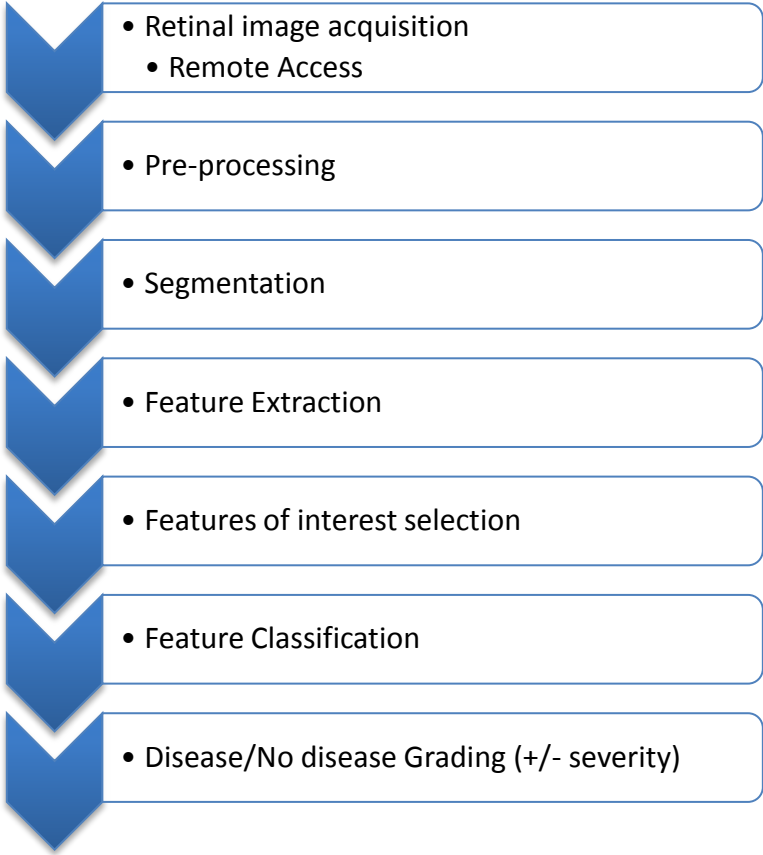 • Retinal image acquisition
• Remote Access
• Pre-processing
• Segmentation
• Feature Extraction
• Features of interest selection
• Feature Classification
• Disease/No disease Grading (+/- severity)